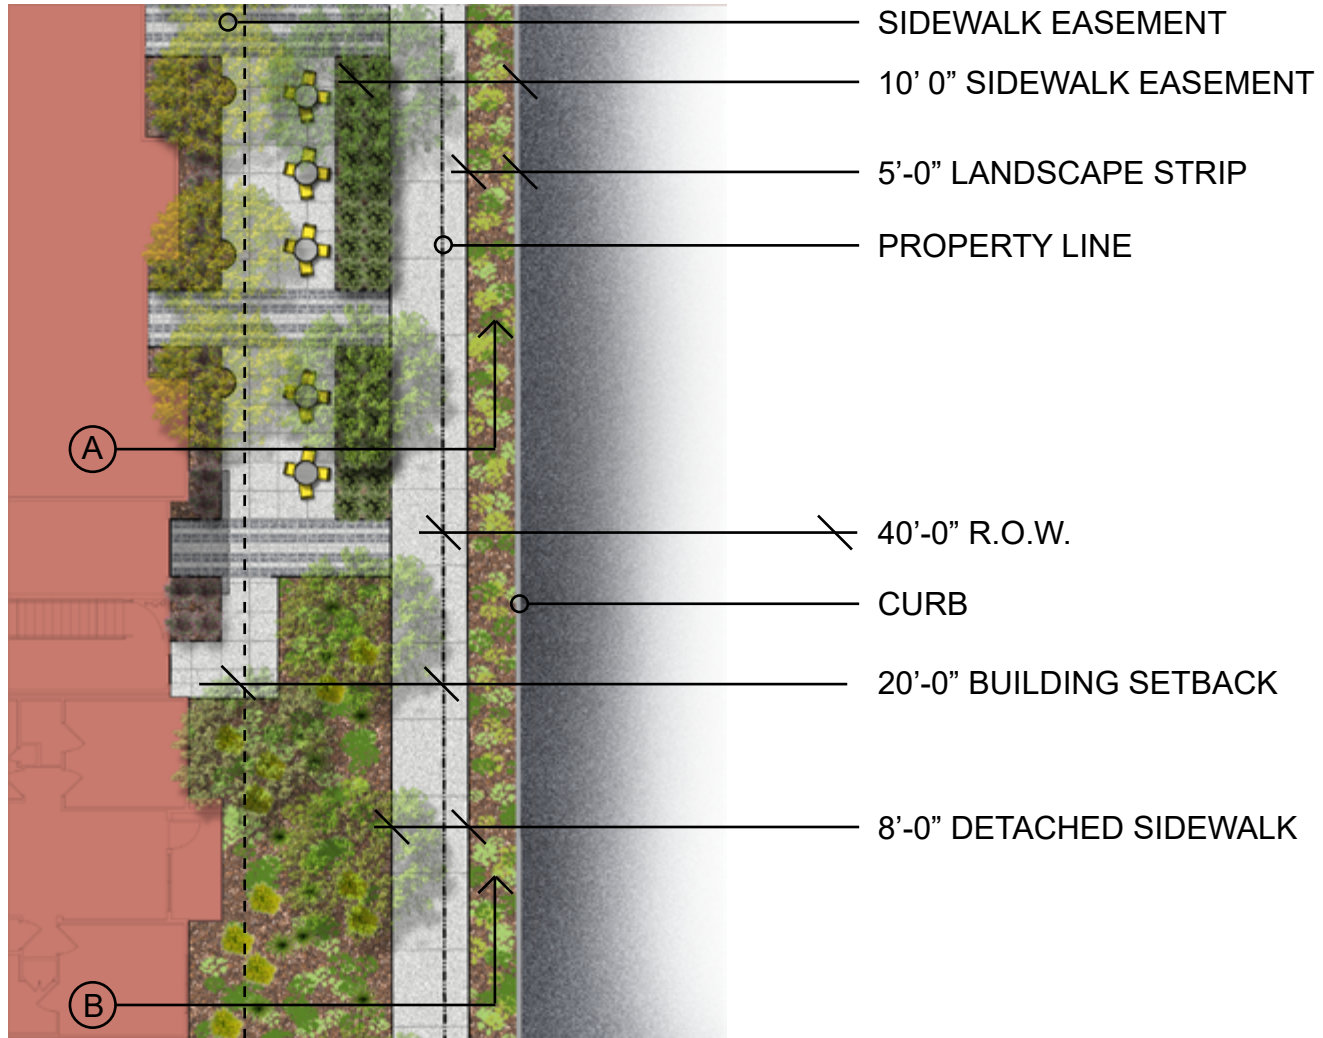 SIDEWALK EASEMENT
10’ 0” SIDEWALK EASEMENT
5’-0” LANDSCAPE STRIP
PROPERTY LINE
A
40’-0” R.O.W.
CURB
20’-0” BUILDING SETBACK
8’-0” DETACHED SIDEWALK
B